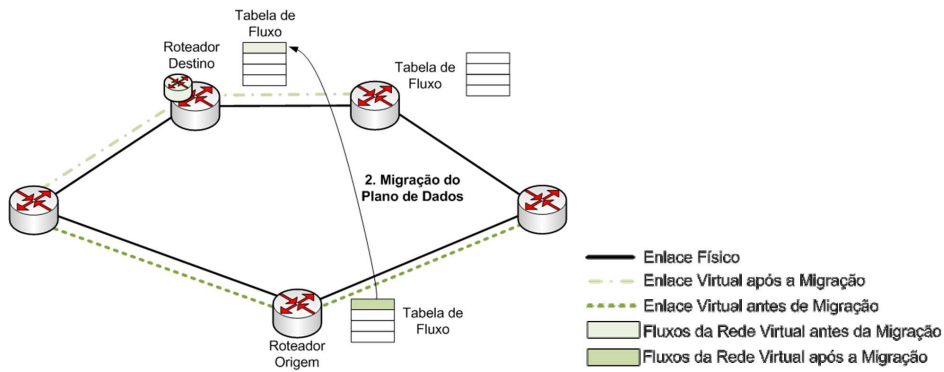 Tabela de
Fluxo
Roteador
Destino
Tabela de
Fluxo
2. Migração do
Plano de Dados
Tabela de
Fluxo
Roteador
Origem
Enlace Físico
Enlace Virtual após a Migração
Enlace Virtual antes de Migração
Fluxos da Rede Virtual antes da Migração
Fluxos da Rede Virtual após a Migração